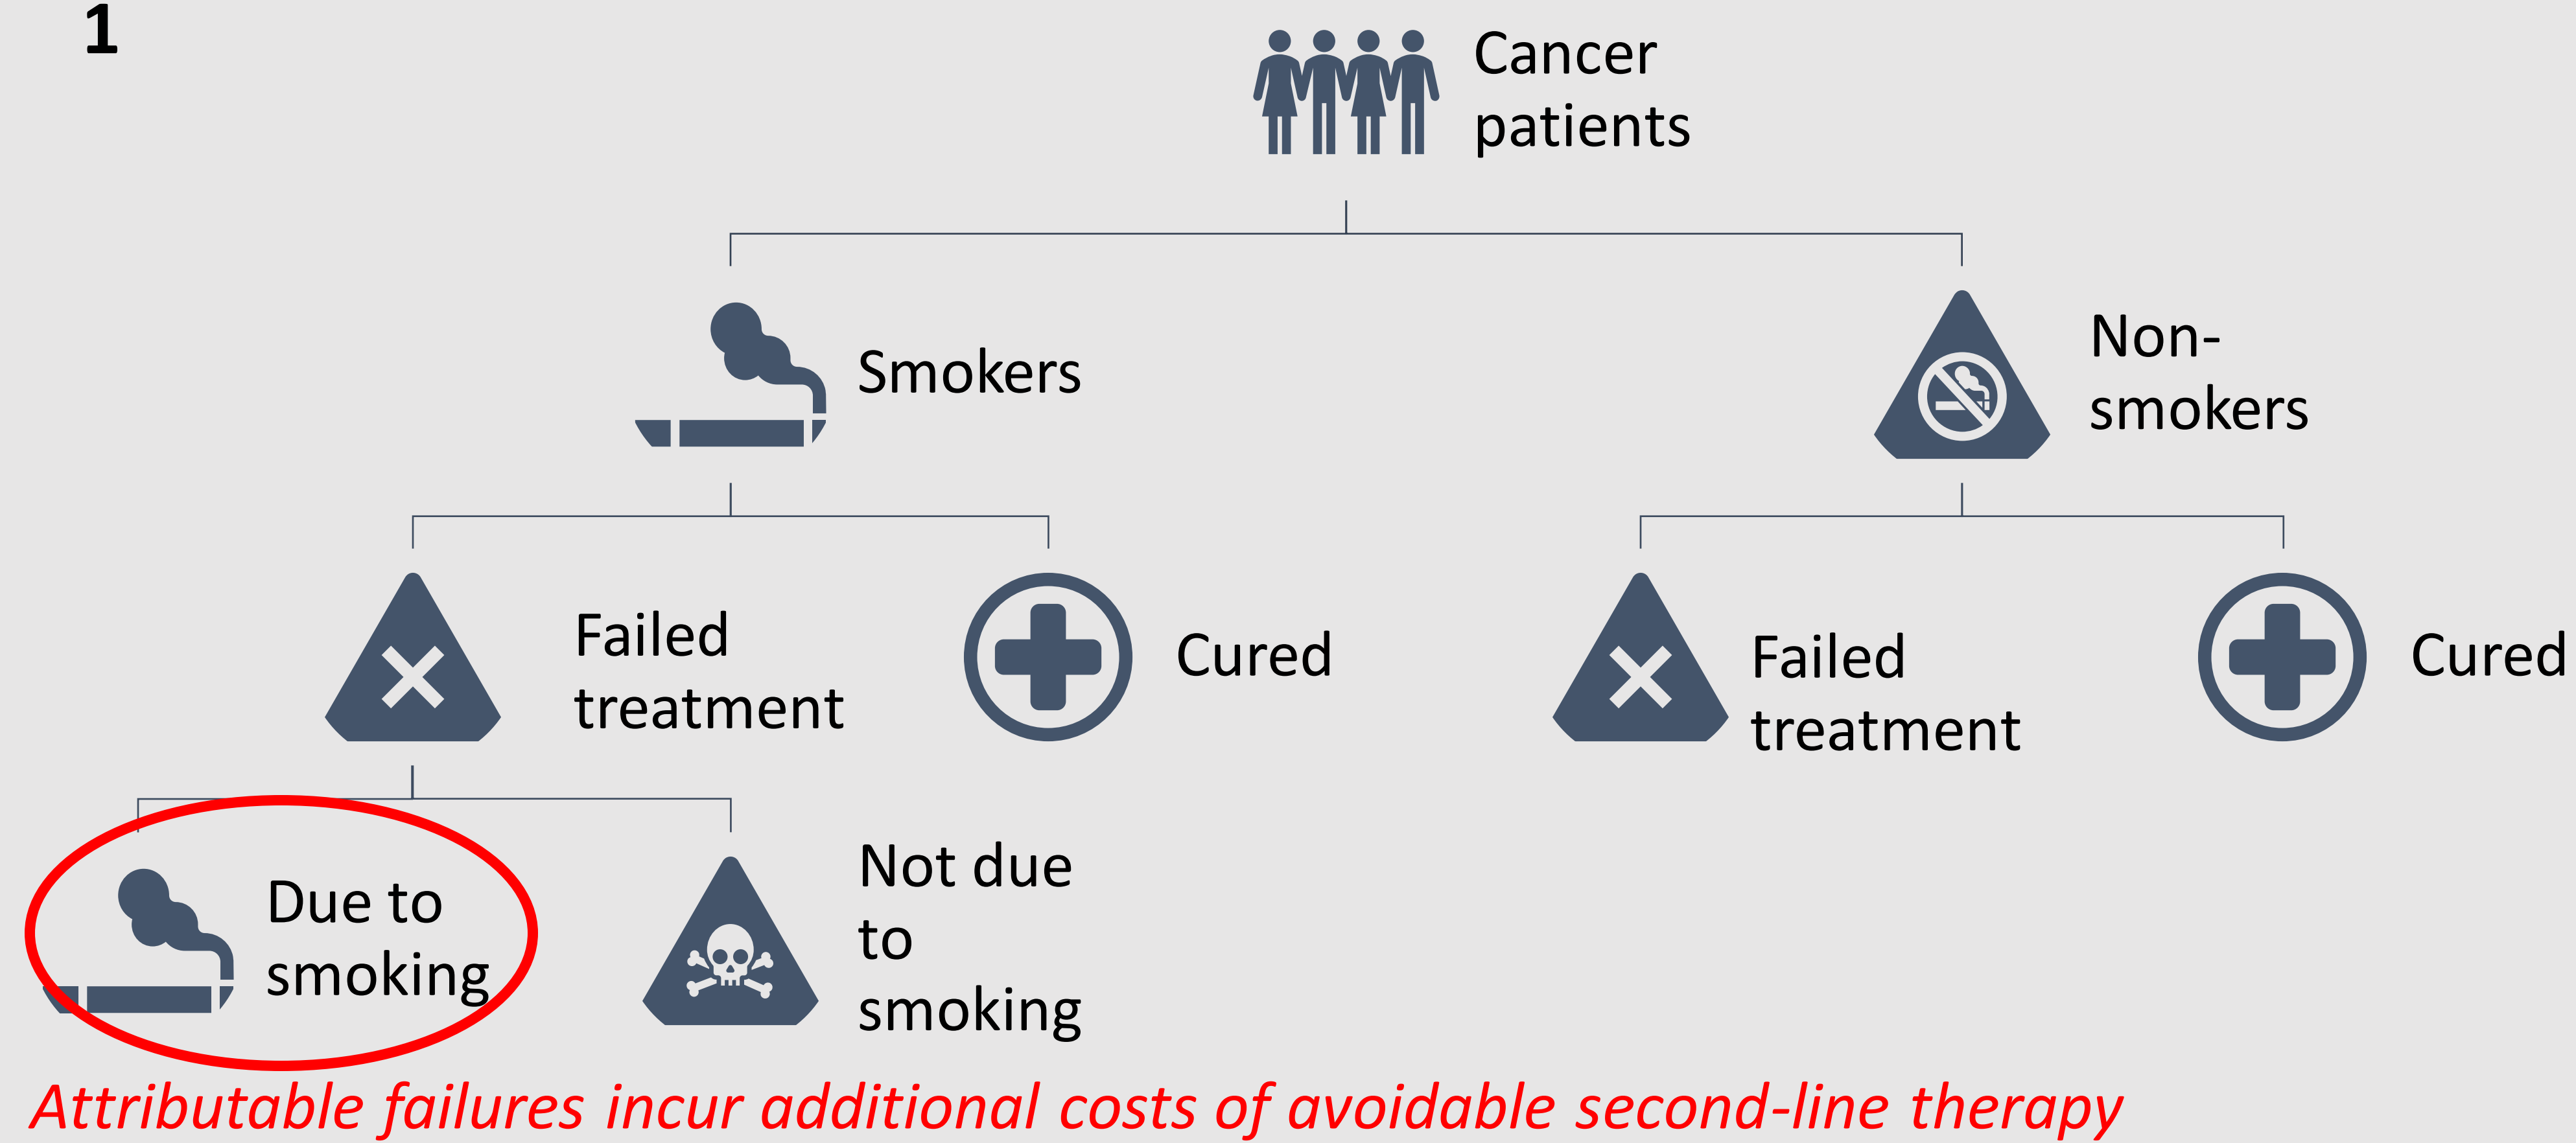 1
Cancer
patients
Smokers
Non-
smokers
Failed
treatment
Cured
Failed
treatment
Cured
Due to
smoking
Not due
to
smoking
Attributable failures incur additional costs of avoidable second-line therapy